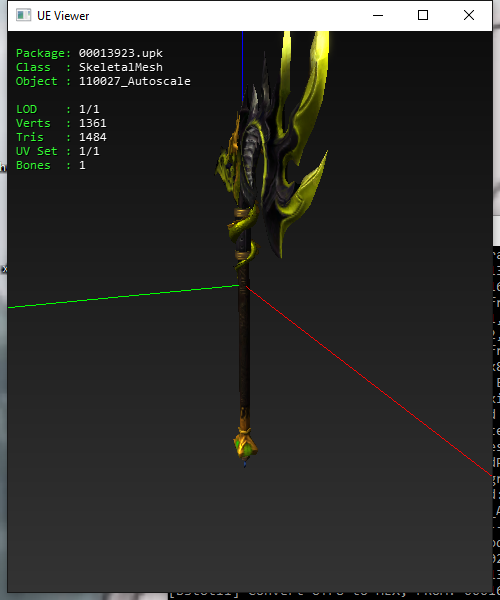 UE Viewer
Package: 00013923.upk
Class  : SkeletalMesh
Object : 110027_Autoscale
LOD    : 1/1
Verts  : 1361
Tris   : 1484
UV Set : 1/1
Bones  : 1